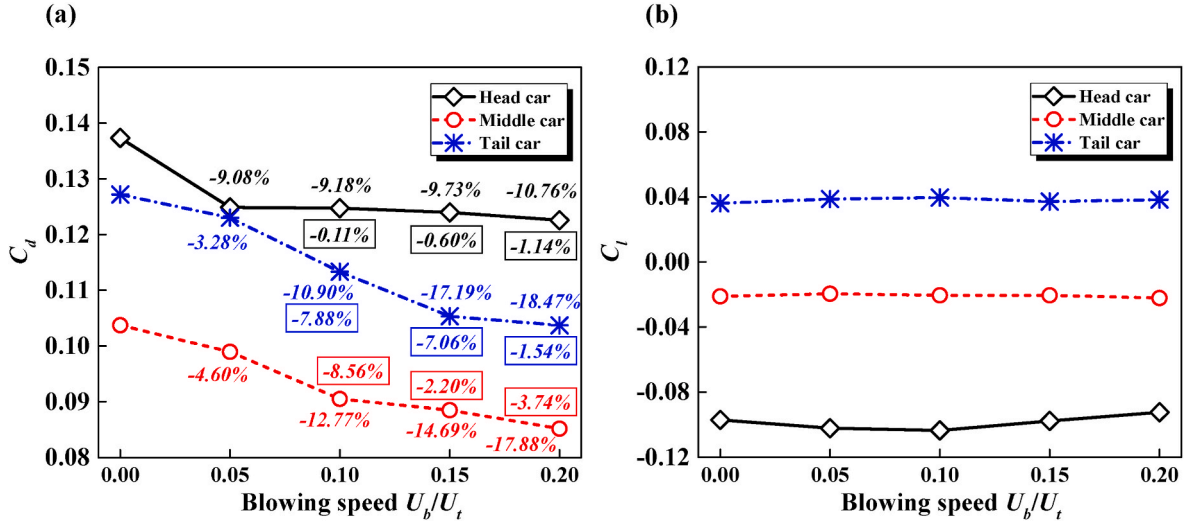 (a)
0.15
0.14
0.13
0.12
0.11
0.10
0.09
0.08
C_d
Head car
Middle car
Tail car
-9.08%
-9.18%
-9.73%
-10.76%
-0.11%
-0.60%
-1.14%
-3.28%
-10.90%
-17.19%
-18.47%
-7.88%
-7.06%
-1.54%
-4.60%
-8.56%
-2.20%
-3.74%
-12.77%
-14.69%
-17.88%
0.00 0.05 0.10 0.15 0.20
Blowing speed U_b/U_t
(b)
0.12
0.08
0.04
0.00
-0.04
-0.08
-0.12
C_l
Head car
Middle car
Tail car
0.00 0.05 0.10 0.15 0.20
Blowing speed U_b/U_t